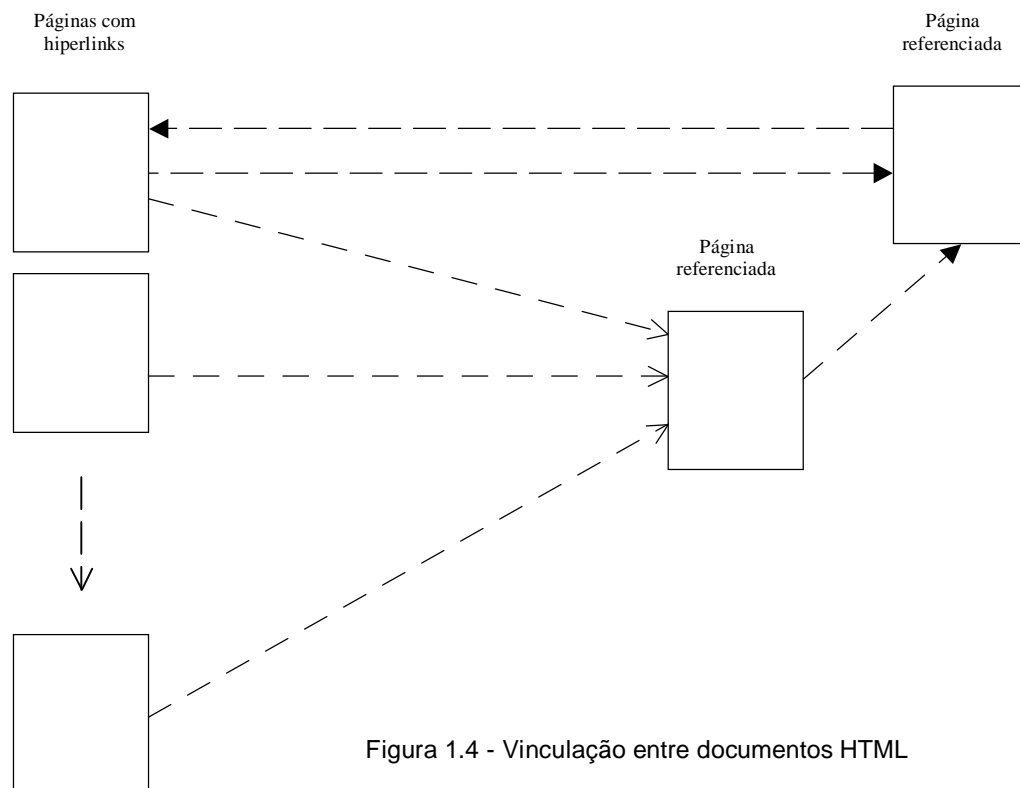 Páginas com
hiperlinks
Página
referenciada
Página
referenciada
Figura 1.4 - Vinculação entre documentos HTML